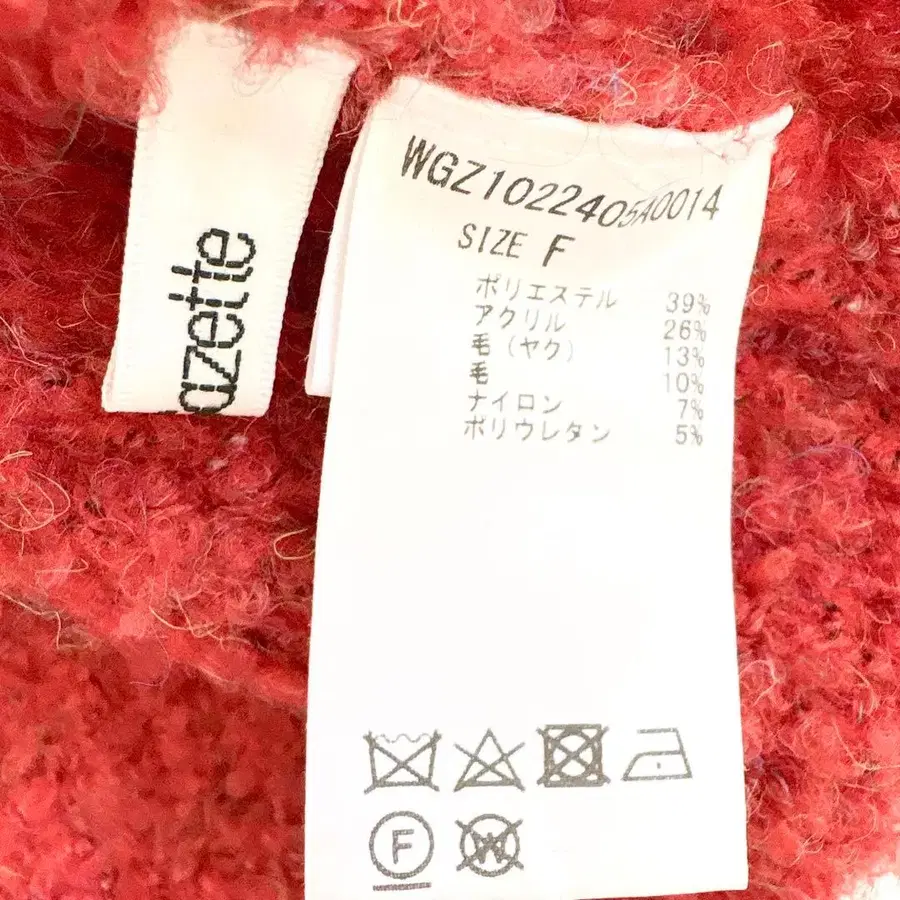 azette
WGZ1022405A0014
SIZE F
ポリエステル 39%
アクリル 26%
毛(ヤク) 13%
毛 10%
ナイロン 7%
ポリウレタン 5%
F
W